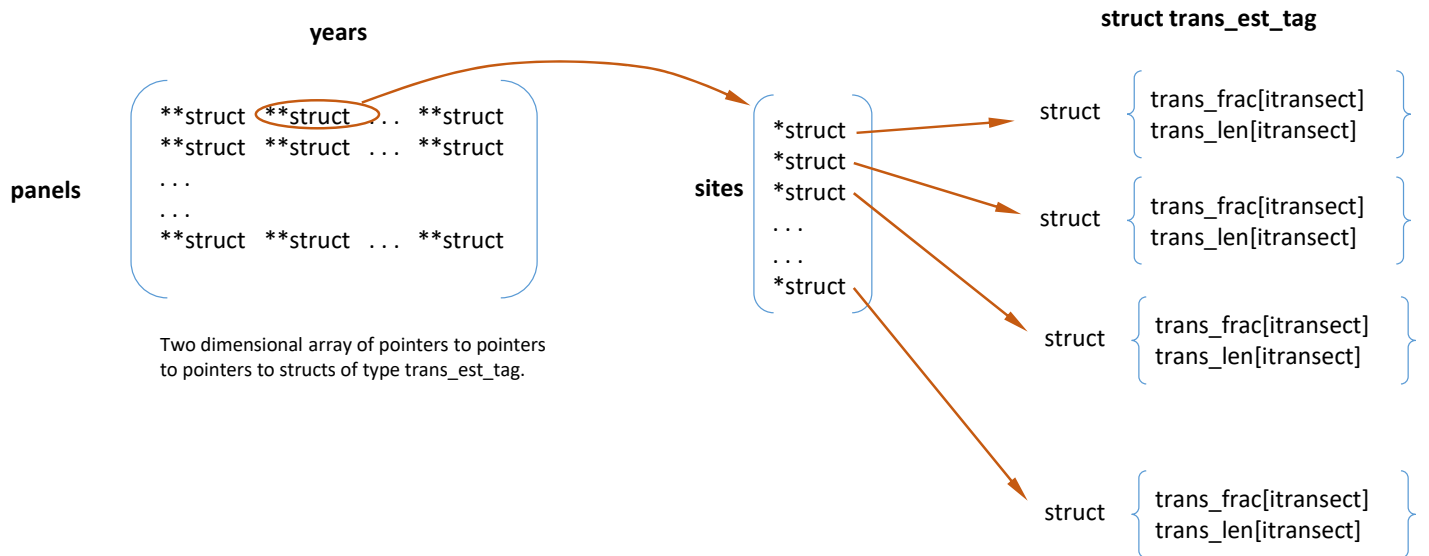 years
struct trans_est_tag
panels
**struct **struct . . . **struct
**struct **struct . . . **struct
. . .
. . .
**struct **struct . . . **struct
Two dimensional array of pointers to pointers
to pointers to structs of type trans_est_tag.
sites
*struct
*struct
*struct
. . .
. . .
*struct
struct
trans_frac[itransect]
trans_len[itransect]
struct
trans_frac[itransect]
trans_len[itransect]
struct
trans_frac[itransect]
trans_len[itransect]
struct
trans_frac[itransect]
trans_len[itransect]